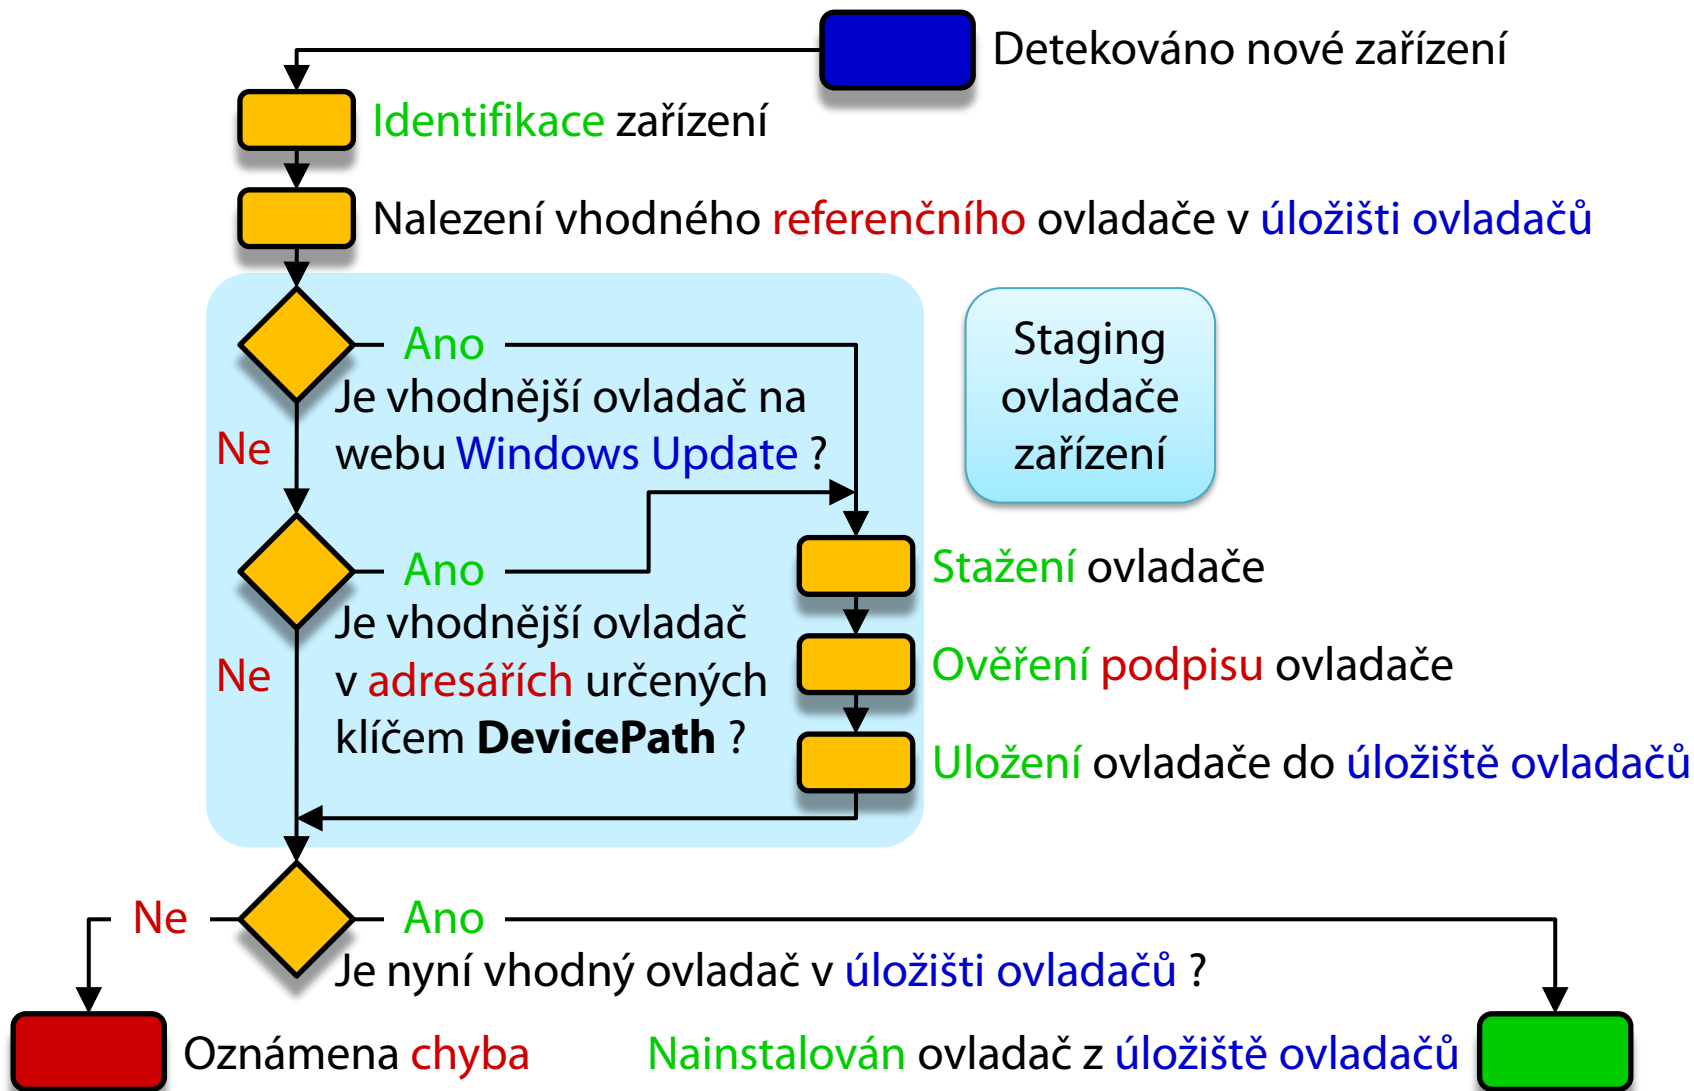 Detekováno nové zařízení
Identifikace zařízení
Nalezení vhodného referenčního ovladače v úložišti ovladačů
Ano
Je vhodnější ovladač na
webu Windows Update ?
Ne
Staging
ovladače
zařízení
Ano
Je vhodnější ovladač
v adresářích určených
klíčem DevicePath ?
Ne
Stažení ovladače
Ověření podpisu ovladače
Uložení ovladače do úložiště ovladačů
Ne
Ano
Je nyní vhodný ovladač v úložišti ovladačů ?
Oznámena chyba
Nainstalován ovladač z úložiště ovladačů